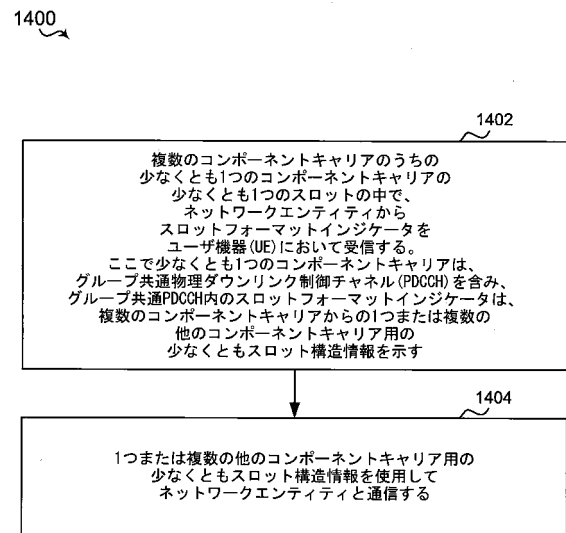 1400
1402
複数のコンポーネントキャリアのうちの
少なくとも1つのコンポーネントキャリアの
少なくとも1つのスロットの中で、
ネットワークエンティティから
スロットフォーマットインジケータを
ユーザ機器(UE)において受信する。
ここで少なくとも1つのコンポーネントキャリアは、
グループ共通物理ダウンリンク制御チャネル(PDCCH)を含み、
グループ共通PDCCH内のスロットフォーマットインジケータは、
複数のコンポーネントキャリアからの1つまたは複数の
他のコンポーネントキャリア用の
少なくともスロット構造情報を示す
1404
1つまたは複数の他のコンポーネントキャリア用の
少なくともスロット構造情報を使用して
ネットワークエンティティと通信する